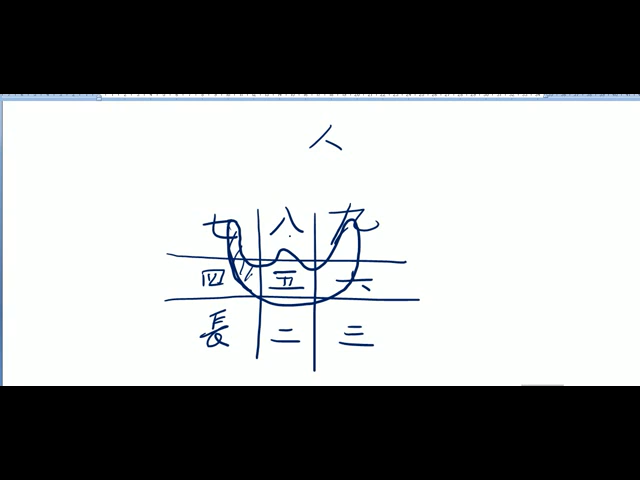 人
七 八 九
四 五 六
長 二 三